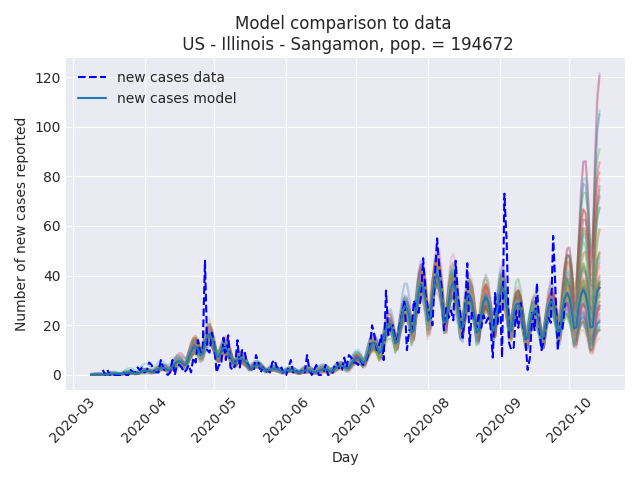 Model comparison to data
US - Illinois - Sangamon, pop. = 194672
new cases data
new cases model
Number of new cases reported
120
100
80
60
40
20
0
2020-03
2020-04
2020-05
2020-06
2020-07
2020-08
2020-09
2020-10
Day